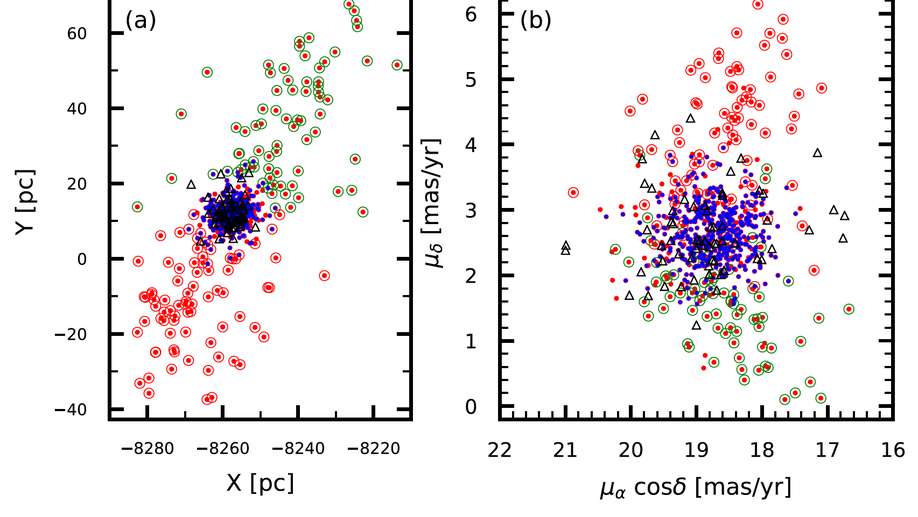 (a)
60
40
20
0
−20
−40
Y [pc]
−8280 −8260 −8240 −8220
X [pc]
(b)
6
5
4
3
2
1
0
μδ [mas/yr]
22 21 20 19 18 17 16
μα cosδ [mas/yr]